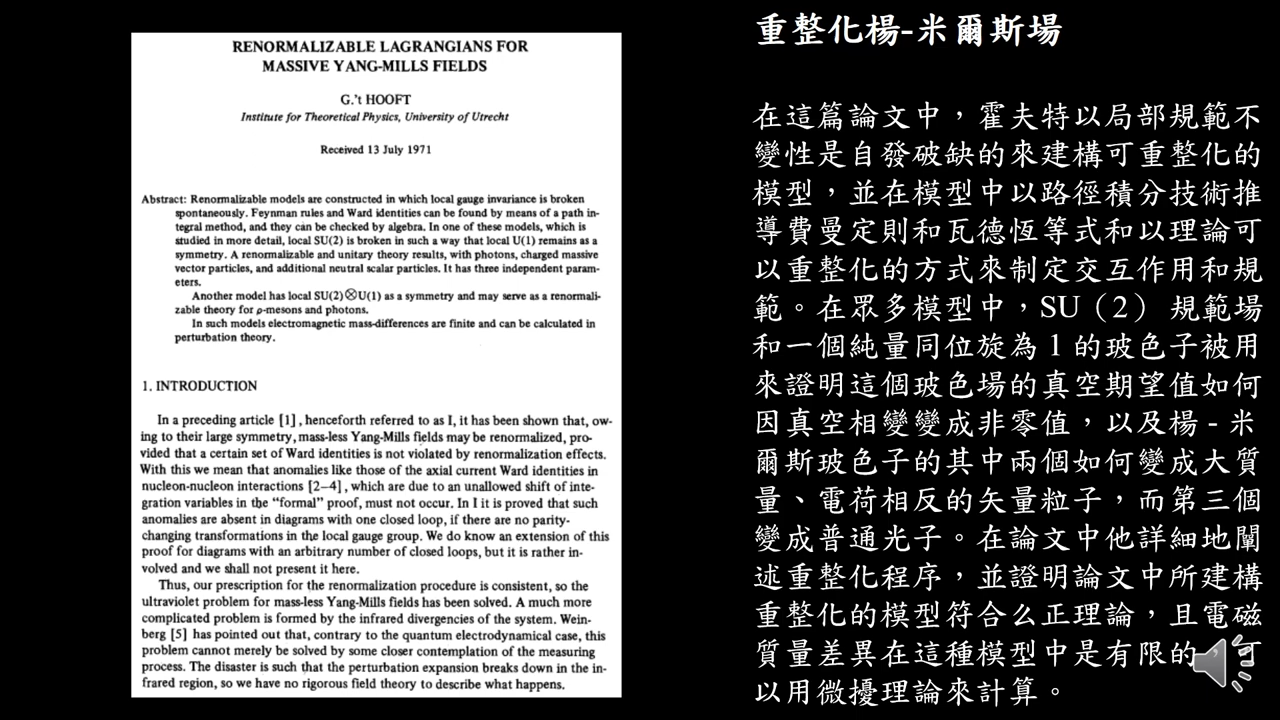 RENORMALIZABLE LAGRANGIANS FOR
MASSIVE YANG-MILLS FIELDS
G.'t HOOFT
Institute for Theoretical Physics, University of Utrecht
Received 13 July 1971
Abstract: Renormalizable models are constructed in which local gauge invariance is broken
spontaneously. Feynman rules and Ward identities can be found by means of a path in-
tegral method, and they can be checked by algebra. In one of these models, which is
studied in more detail, local SU(2) is broken in such a way that local U(1) remains as a
symmetry. A renormalizable and unitary theory results, with photons, charged massive
vector particles, and additional neutral scalar particles. It has three independent param-
eters.
Another model has local SU(2)⊗U(1) as a symmetry and may serve as a renormali-
zable theory for ρ-mesons and photons.
In such models electromagnetic mass-differences are finite and can be calculated in
perturbation theory.
1. INTRODUCTION
In a preceding article [1], henceforth referred to as I, it has been shown that, ow-
ing to their large symmetry, mass-less Yang-Mills fields may be renormalized, pro-
vided that a certain set of Ward identities is not violated by renormalization effects.
With this we mean that anomalies like those of the axial current Ward identities in
nucleon-nucleon interactions [2–4], which are due to an unallowed shift of inte-
gration variables in the "formal" proof, must not occur. In I it is proved that such
anomalies are absent in diagrams with one closed loop, if there are no parity-
changing transformations in the local gauge group. We do know an extension of this
proof for diagrams with an arbitrary number of closed loops, but it is rather in-
volved and we shall not present it here.
Thus, our prescription for the renormalization procedure is consistent, so the
ultraviolet problem for mass-less Yang-Mills fields has been solved. A much more
complicated problem is formed by the infrared divergencies of the system. Wein-
berg [5] has pointed out that, contrary to the quantum electrodynamical case, this
problem cannot merely be solved by some closer contemplation of the measuring
process. The disaster is such that the perturbation expansion breaks down in the in-
frared region, so we have no rigorous field theory to describe what happens.
重整化楊-米爾斯場
在這篇論文中，霍夫特以局部規範不
變性是自發破缺的來建構可重整化的
模型，並在模型中以路徑積分技術推
導費曼定則和瓦德恆等式和以理論可
以重整化的方式來制定交互作用和規
範。在眾多模型中，SU（2）規範場
和一個純量同位旋為 1 的玻色子被用
來證明這個玻色場的真空期望值如何
因真空相變變成非零值，以及楊 - 米
爾斯玻色子的其中兩個如何變成大質
量、電荷相反的矢量粒子，而第三個
變成普通光子。在論文中他詳細地闡
述重整化程序，並證明論文中所建構
重整化的模型符合么正理論，且電磁
質量差異在這種模型中是有限的，可
以用微擾理論來計算。